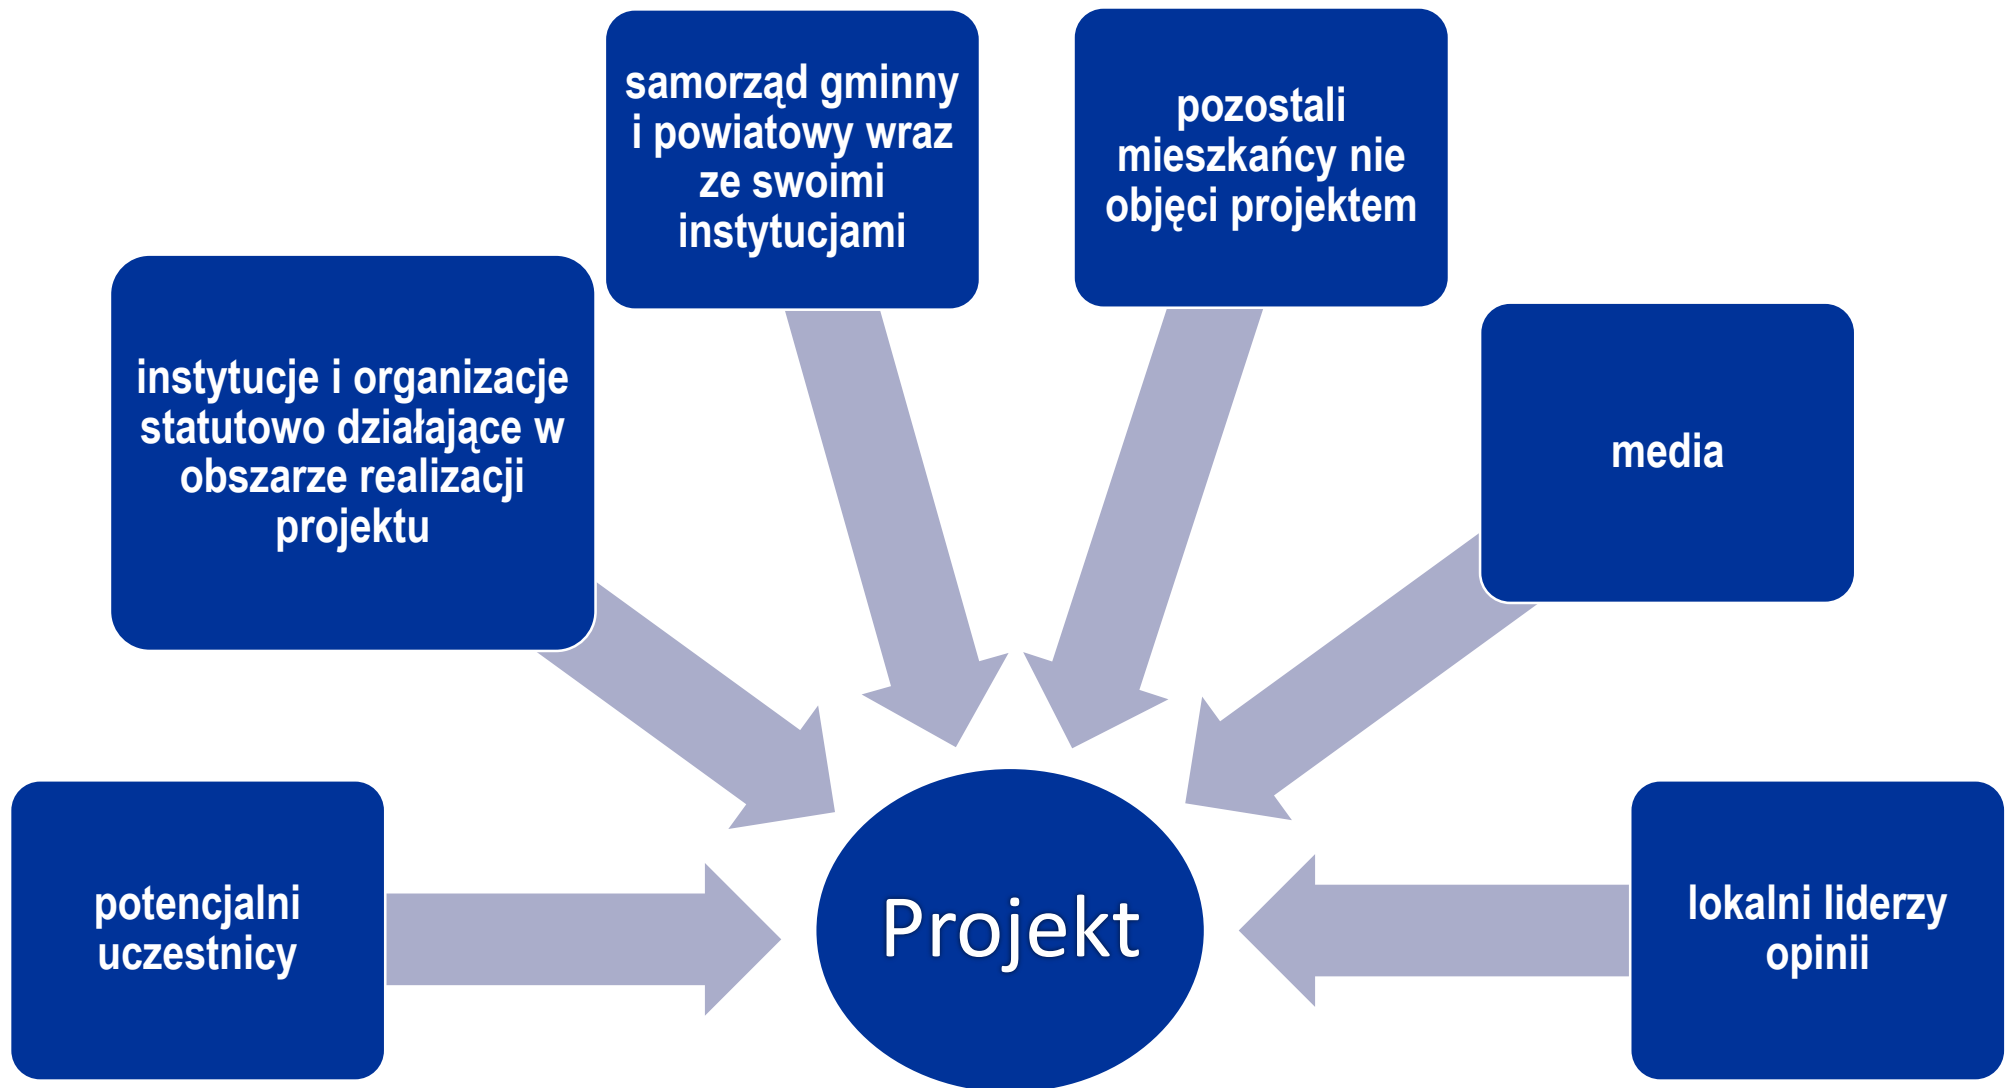 samorząd gminny
i powiatowy wraz
ze swoimi
instytucjami
pozostali
mieszkańcy nie
objęci projektem
instytucje i organizacje
statutowo działające w
obszarze realizacji
projektu
media
potencjalni
uczestnicy
Projekt
lokalni liderzy
opinii